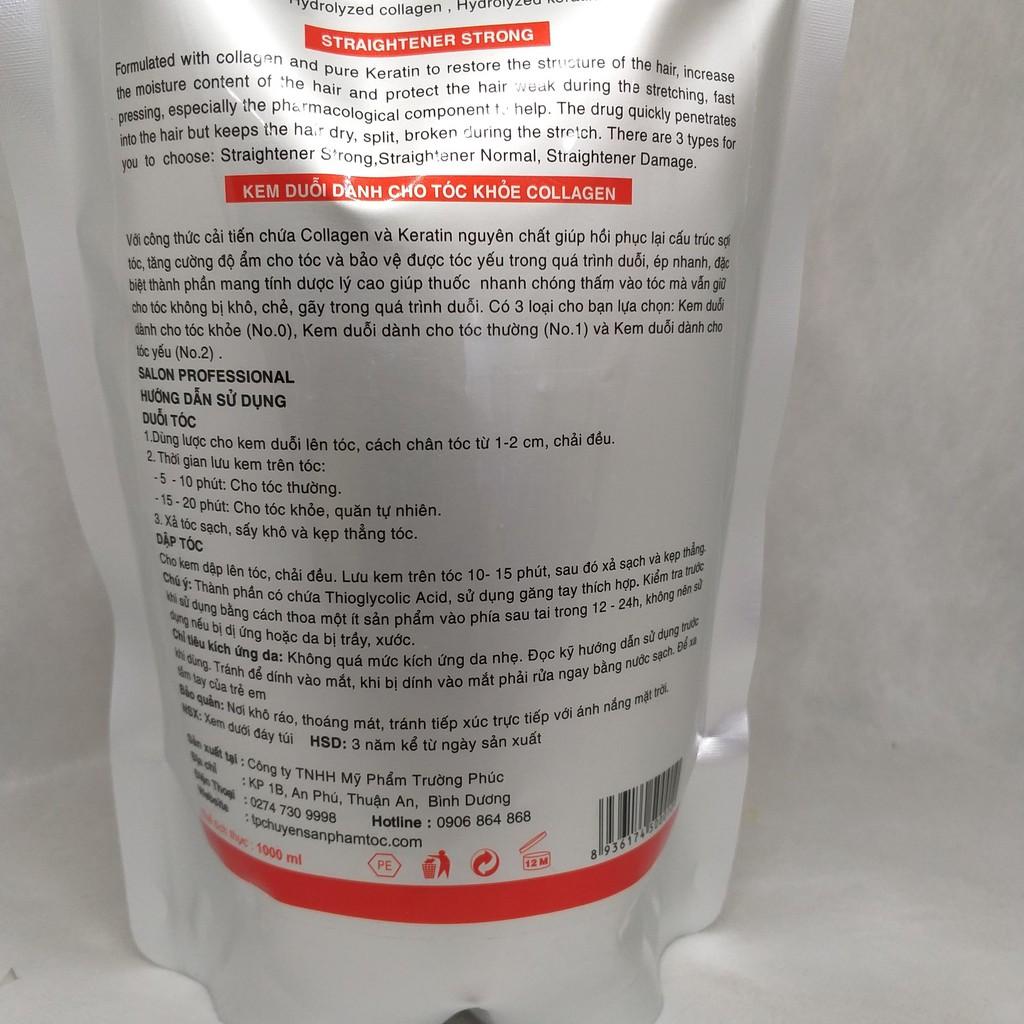 Hydrolyzed collagen , Hydrolyzed
STRAIGHTENER STRONG
Formulated with collagen and pure Keratin to restore the structure of the hair, increase
the moisture content of the hair and protect the hair weak during the stretching, fast
pressing, especially the pharmacological component to help. The drug quickly penetrates
into the hair but keeps the hair dry, split, broken during the stretch. There are 3 types for
you to choose: Straightener Strong,Straightener Normal, Straightener Damage.
KEM DUỖI DÀNH CHO TÓC KHỎE COLLAGEN
Với công thức cải tiến chứa Collagen và Keratin nguyên chất giúp hồi phục lại cấu trúc sợi
tóc, tăng cường độ ẩm cho tóc và bảo vệ được tóc yếu trong quá trình duỗi, ép nhanh, đặc
biệt thành phần mang tính dược lý cao giúp thuốc nhanh chóng thấm vào tóc mà vẫn giữ
cho tóc không bị khô, chẻ, gãy trong quá trình duỗi. Có 3 loại cho bạn lựa chọn: Kem duỗi
dành cho tóc khỏe (No.0), Kem duỗi dành cho tóc thường (No.1) và Kem duỗi dành cho
tóc yếu (No.2) .
SALON PROFESSIONAL
HƯỚNG DẪN SỬ DỤNG
DUỖI TÓC
1.Dùng lược cho kem duỗi lên tóc, cách chân tóc từ 1-2 cm, chải đều.
2. Thời gian lưu kem trên tóc:
- 5 - 10 phút: Cho tóc thường.
- 15 - 20 phút: Cho tóc khỏe, quăn tự nhiên.
3. Xả tóc sạch, sấy khô và kẹp thẳng tóc.
DẬP TÓC
Cho kem dập lên tóc, chải đều. Lưu kem trên tóc 10- 15 phút, sau đó xả sạch và kẹp thẳng.
Chú ý: Thành phần có chứa Thioglycolic Acid, sử dụng găng tay thích hợp. Kiểm tra trước
khi sử dụng bằng cách thoa một ít sản phẩm vào phía sau tai trong 12 - 24h, không nên sử
dụng nếu bị dị ứng hoặc da bị trầy, xước.
Chỉ tiêu kích ứng da: Không quá mức kích ứng da nhẹ. Đọc kỹ hướng dẫn sử dụng trước
khi dùng. Tránh để dính vào mắt, khi bị dính vào mắt phải rửa ngay bằng nước sạch. Để xa
tầm tay của trẻ em
Bảo quản: Nơi khô ráo, thoáng mát, tránh tiếp xúc trực tiếp với ánh nắng mặt trời.
NSX: Xem dưới đáy túi HSD: 3 năm kể từ ngày sản xuất
Sản xuất tại : Công ty TNHH Mỹ Phẩm Trường Phúc
Địa chỉ : KP 1B, An Phú, Thuận An, Bình Dương
Điện Thoại : 0274 730 9998 Hotline : 0906 864 868
Website : tpchuyensanphamtoc.com
Thể tích thực : 1000 ml
PE
12 M